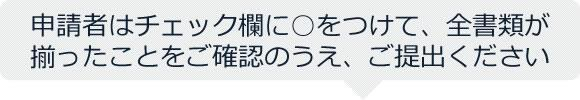 申請者はチェック欄に○をつけて、全書類が
揃ったことをご確認のうえ、ご提出ください